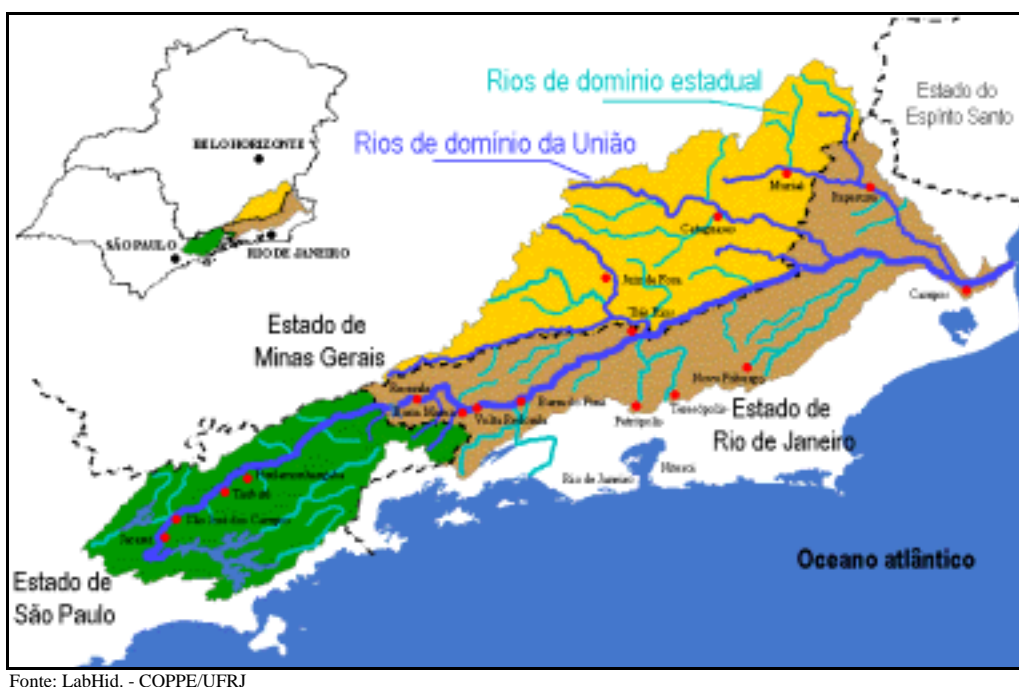 Rios de domínio estadual
Rios de domínio da União
Estado do
Espírito Santo
BELO HORIZONTE
SÃO PAULO
RIO DE JANEIRO
Muriaé
Itaperuna
Cataguases
Juiz de Fora
Três Rios
Campos
Estado de
Minas Gerais
Resende
Barra Mansa
Volta Redonda
Barra do Piraí
Nova Friburgo
Teresópolis
Petrópolis
Estado de
Rio de Janeiro
Rio de Janeiro
Niterói
Pindamonhangaba
Taubaté
São José dos Campos
Jacareí
Estado de
São Paulo
Oceano atlântico
Fonte: LabHid. - COPPE/UFRJ